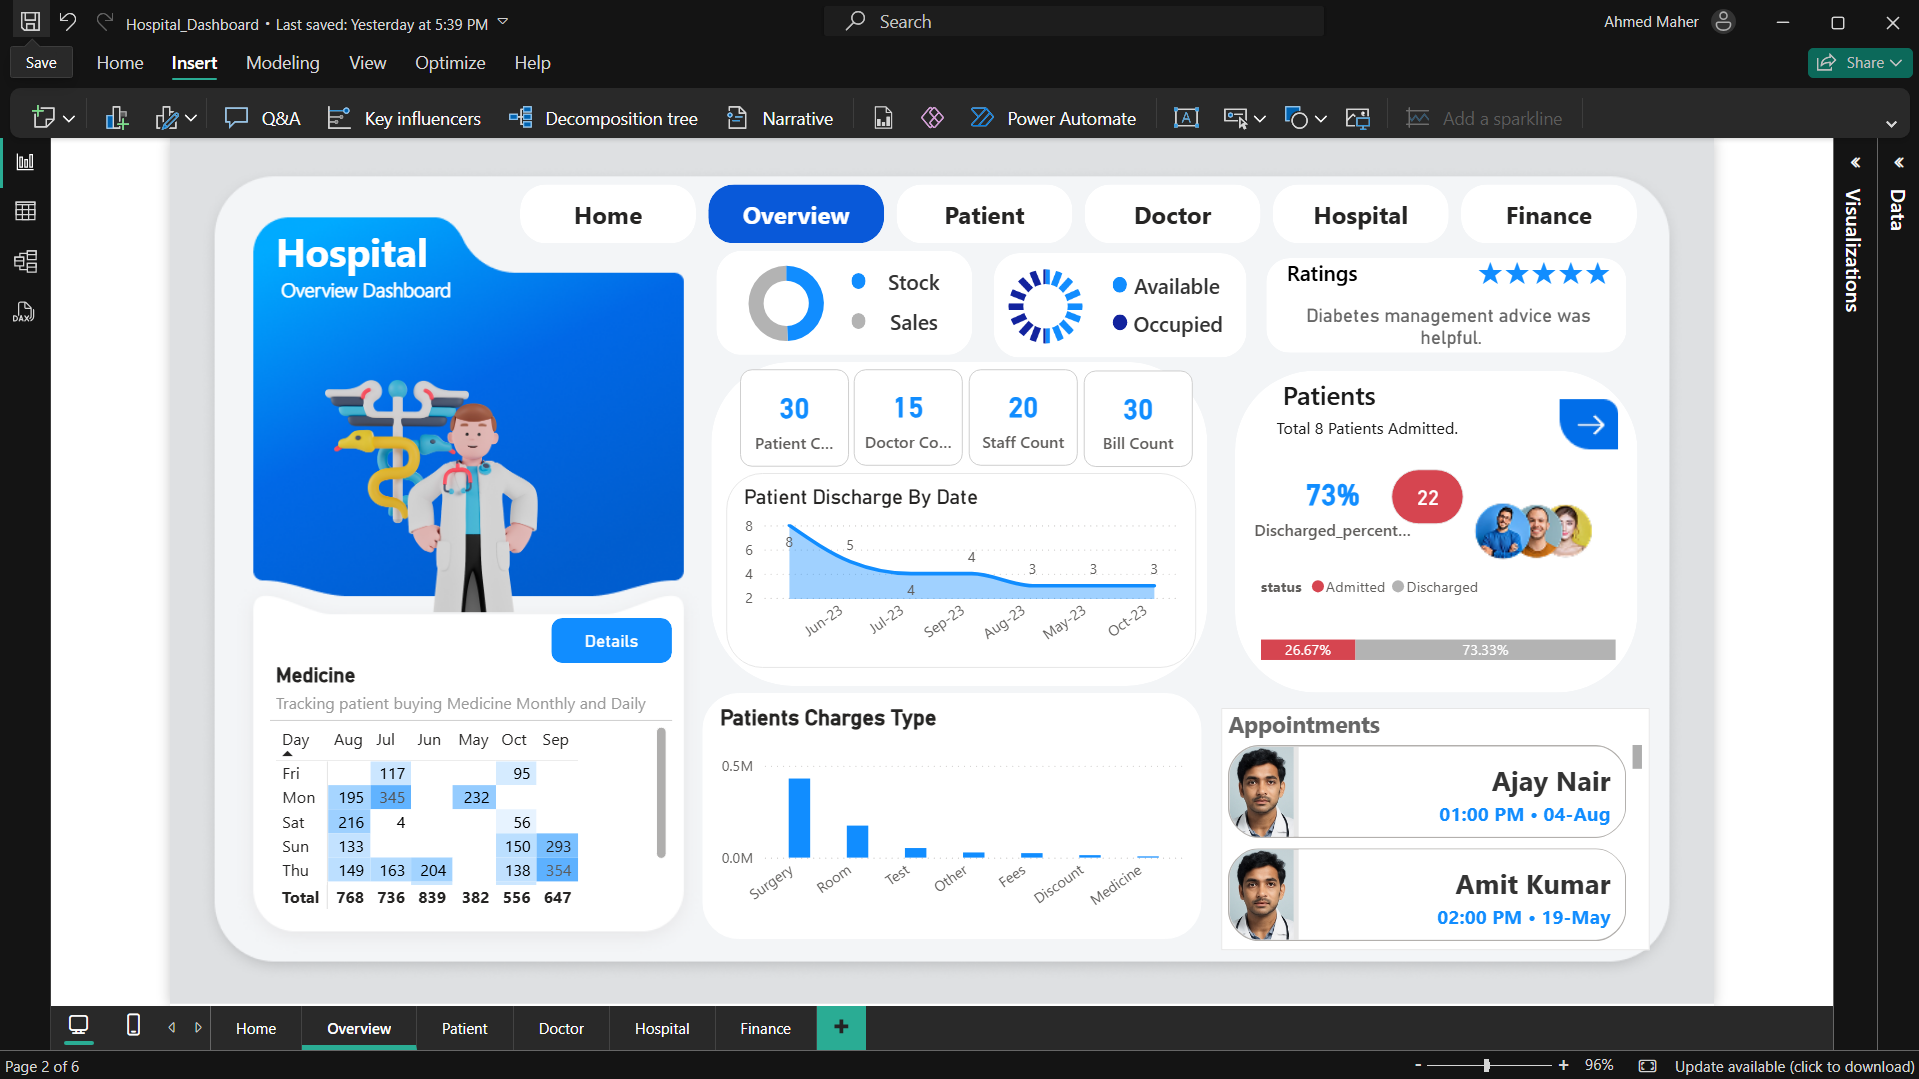 Hospital_Dashboard • Last saved: Yesterday at 5:39 PM
Search
Ahmed Maher
Save
Home
Insert
Modeling
View
Optimize
Help
Share
Q&A
Key influencers
Decomposition tree
Narrative
Power Automate
Add a sparkline
Home
Overview
Patient
Doctor
Hospital
Finance
Hospital
Overview Dashboard
Stock
Sales
Available
Occupied
Ratings
Diabetes management advice was
helpful.
30
Patient C...
15
Doctor Co...
20
Staff Count
30
Bill Count
Patient Discharge By Date
8
6
4
2
8
5
4
4
3
3
3
Jun-23
Jul-23
Sep-23
Aug-23
May-23
Oct-23
Patients
Total 8 Patients Admitted.
73%
Discharged_percent...
22
status Admitted Discharged
26.67%
73.33%
Details
Medicine
Tracking patient buying Medicine Monthly and Daily
Day Aug Jul Jun May Oct Sep
Fri 117 95
Mon 195 345 232
Sat 216 4 56
Sun 133 150 293
Thu 149 163 204 138 354
Total 768 736 839 382 556 647
Patients Charges Type
0.5M
0.0M
Surgery
Room
Test
Other
Fees
Discount
Medicine
Appointments
Ajay Nair
01:00 PM • 04-Aug
Amit Kumar
02:00 PM • 19-May
Visualizations
Data
DAX
Home
Overview
Patient
Doctor
Hospital
Finance
+
Page 2 of 6
- + 96%
Update available (click to download)